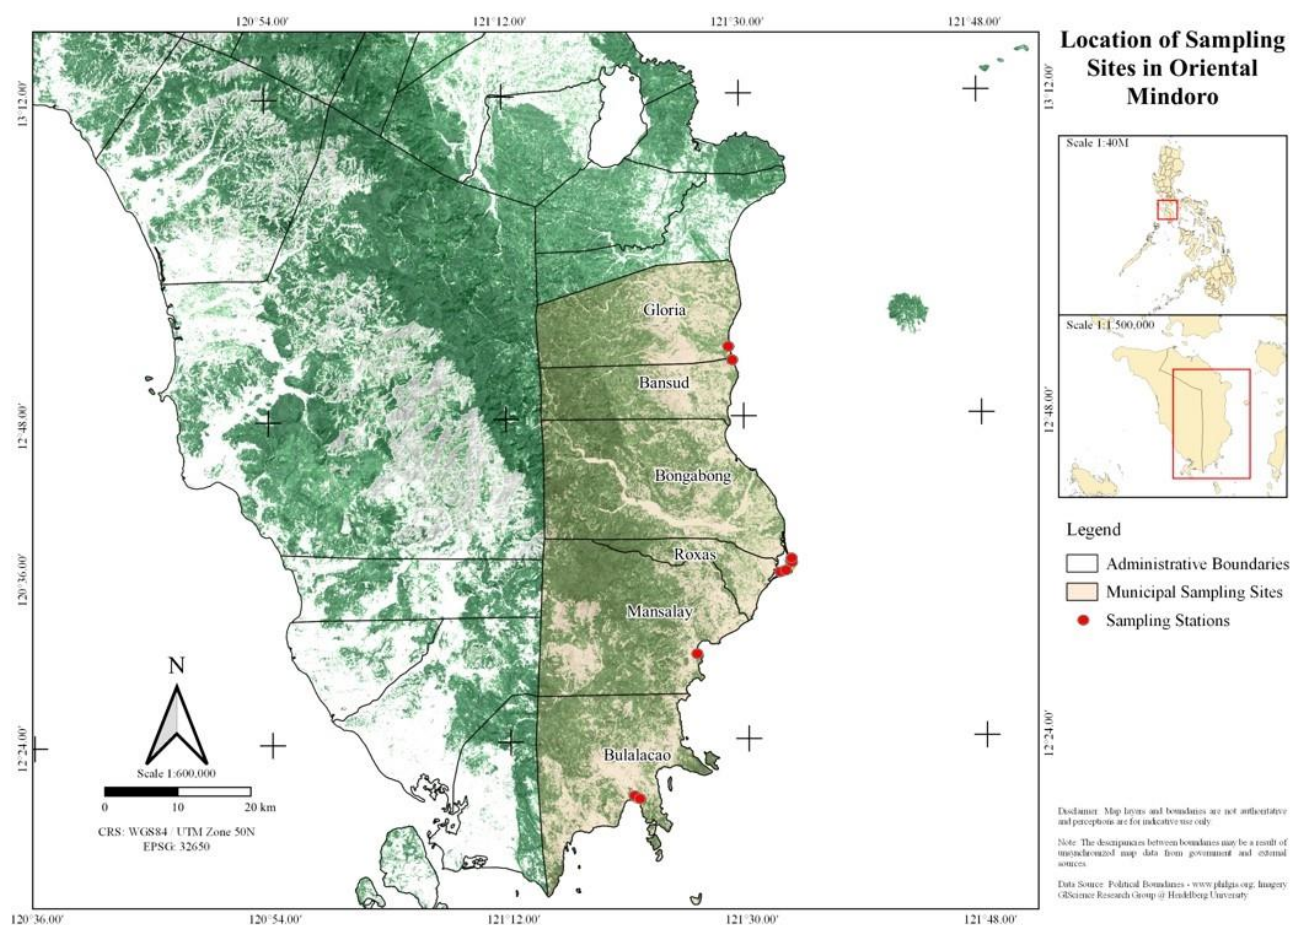 120°54.00'
121°12.00'
121°30.00'
121°48.00'
Location of Sampling
Sites in Oriental
Mindoro
13°12.00'
13°12.00'
Scale 1:40M
Scale 1:1.500,000
Gloria
Bansud
12°48.00'
12°48.00'
Bongabong
Roxas
Mansalay
120°36.00'
Legend
Administrative Boundaries
Municipal Sampling Sites
Sampling Stations
N
12°24.00'
12°24.00'
Bulalacao
Scale 1:600,000
0 10 20 km
CRS: WGS84 / UTM Zone 50N
EPSG: 32650
Disclaimer: Map layers and boundaries are not authoritative
and perceptions are for indicative use only
Note: The descripancies between boundaries may be a result of
unsynchronized map data from government and external
sources.
Data Source: Political Boundaries - www.philgis.org; Imagery
GIScience Research Group @ Heidelberg University
120°36.00'
120°54.00'
121°12.00'
121°30.00'
121°48.00'